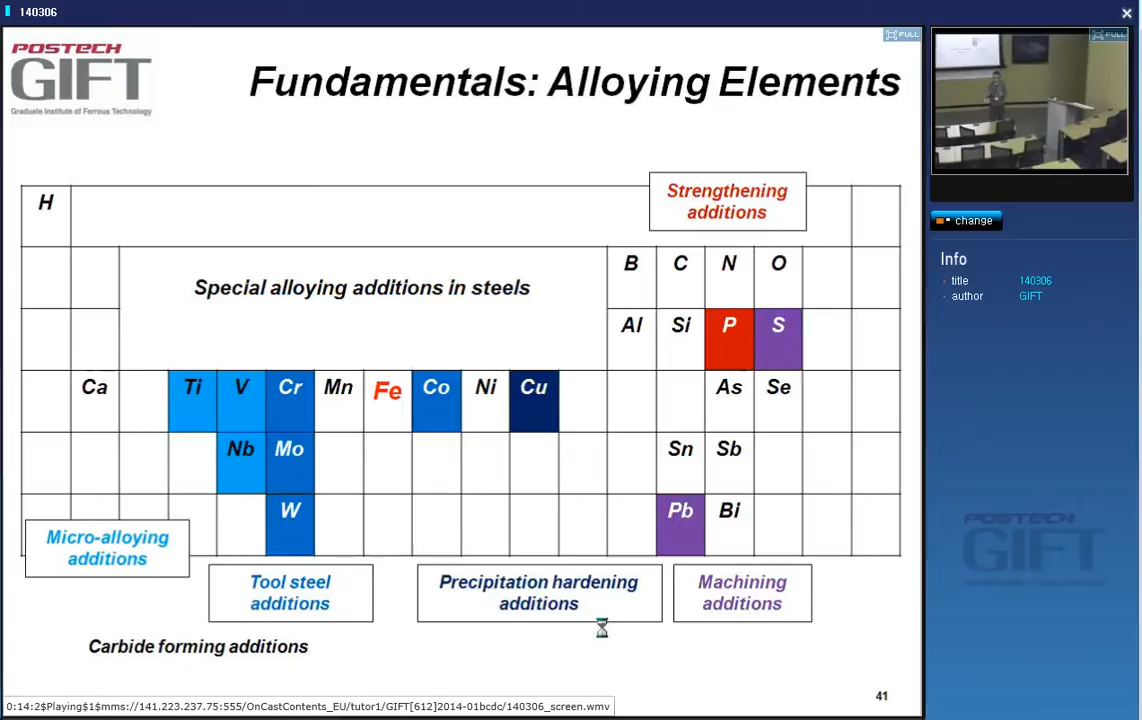 140306
POSTECH
GIFT
Graduate Institute of Ferrous Technology
Fundamentals: Alloying Elements
FULL
FULL
change
Info
title 140306
author GIFT
Strengthening
additions
H
B C N O
Special alloying additions in steels
Al Si P S
Ca Ti V Cr Mn Fe Co Ni Cu As Se
Nb Mo Sn Sb
W Pb Bi
Micro-alloying
additions
Tool steel
additions
Precipitation hardening
additions
Machining
additions
Carbide forming additions
41
0:14:2$Playing$1$mms://141.223.237.75:555/OnCastContents_EU/tutor1/GIFT[612]2014-01bcdc/140306_screen.wmv
POSTECH
GIFT